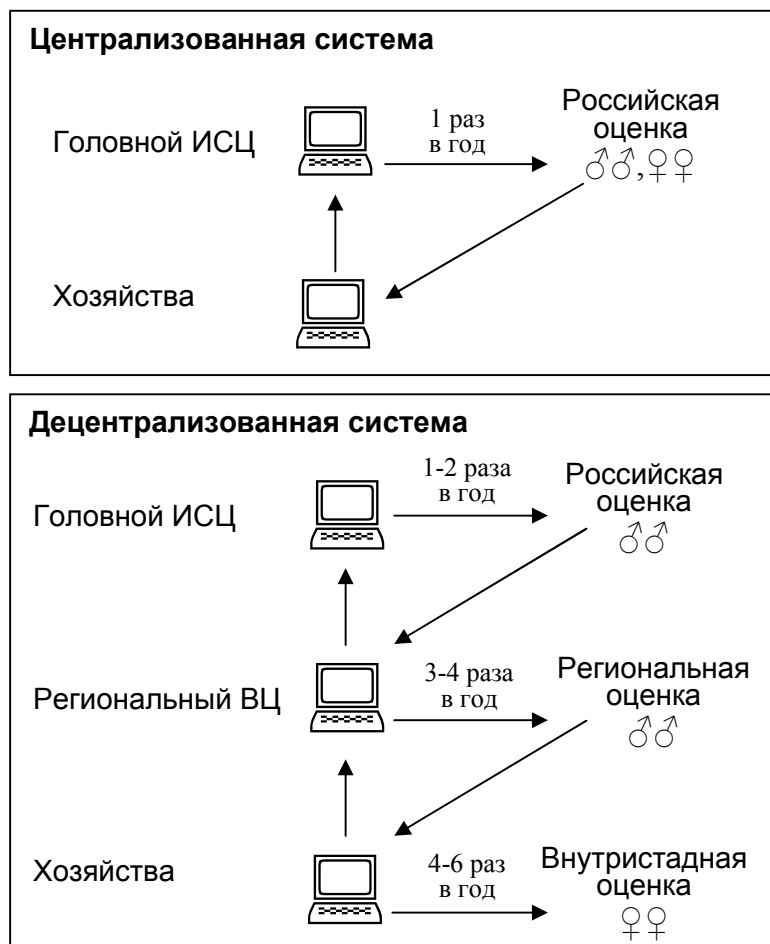 Централизованная система
Головной ИСЦ
1 раз
в год
Российская
оценка
♂♂,♀♀
Хозяйства
Децентрализованная система
Головной ИСЦ
1-2 раза
в год
Российская
оценка
♂♂
Региональный ВЦ
3-4 раза
в год
Региональная
оценка
♂♂
Хозяйства
4-6 раз
в год
Внутристадная
оценка
♀♀